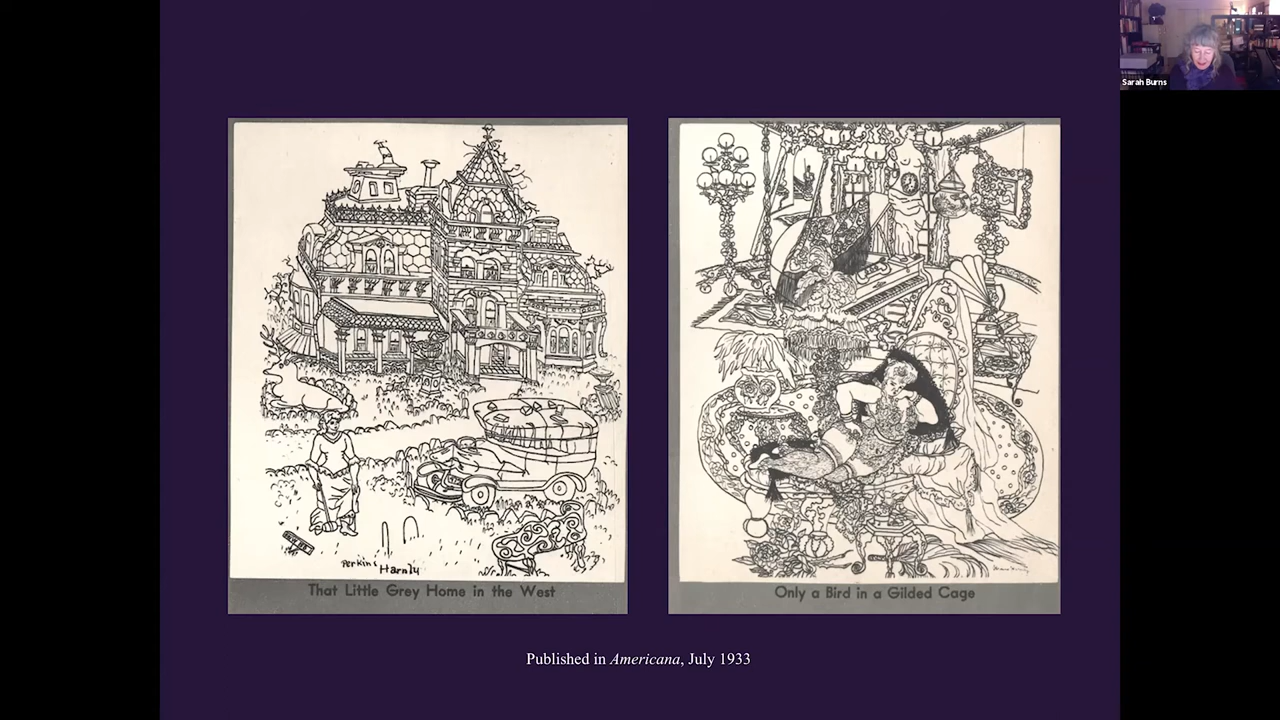 Sarah Burns
Perkins Harnly
That Little Grey Home in the West
Only a Bird in a Gilded Cage
Published in Americana, July 1933